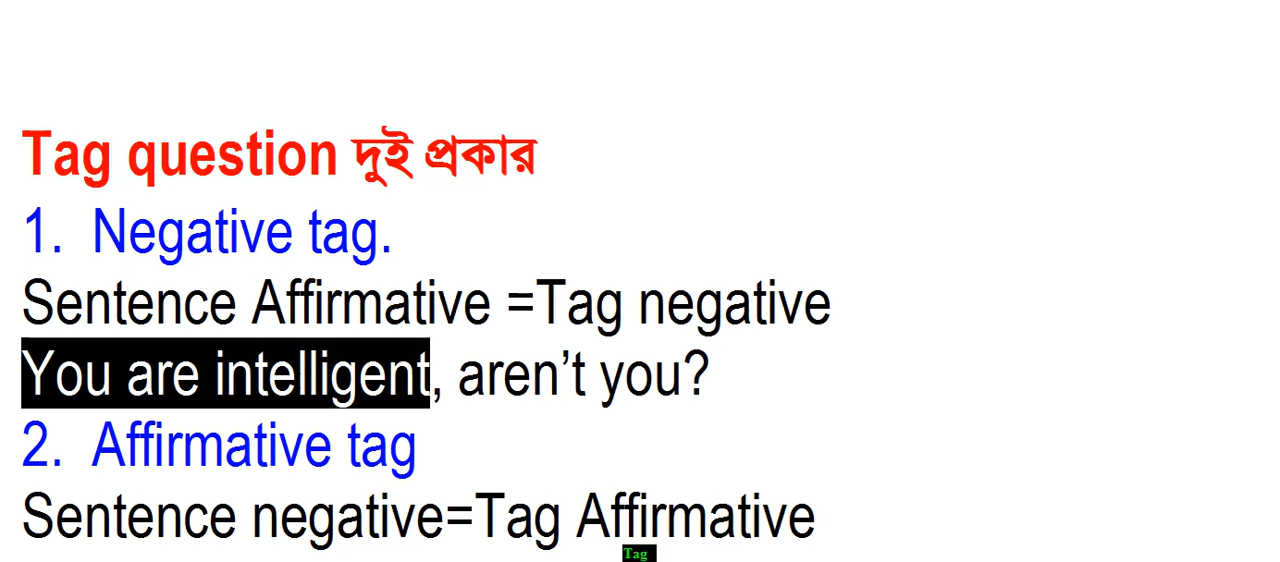 Tag question দুই প্রকার
1. Negative tag.
Sentence Affirmative =Tag negative
You are intelligent, aren’t you?
2. Affirmative tag
Sentence negative=Tag Affirmative
Tag